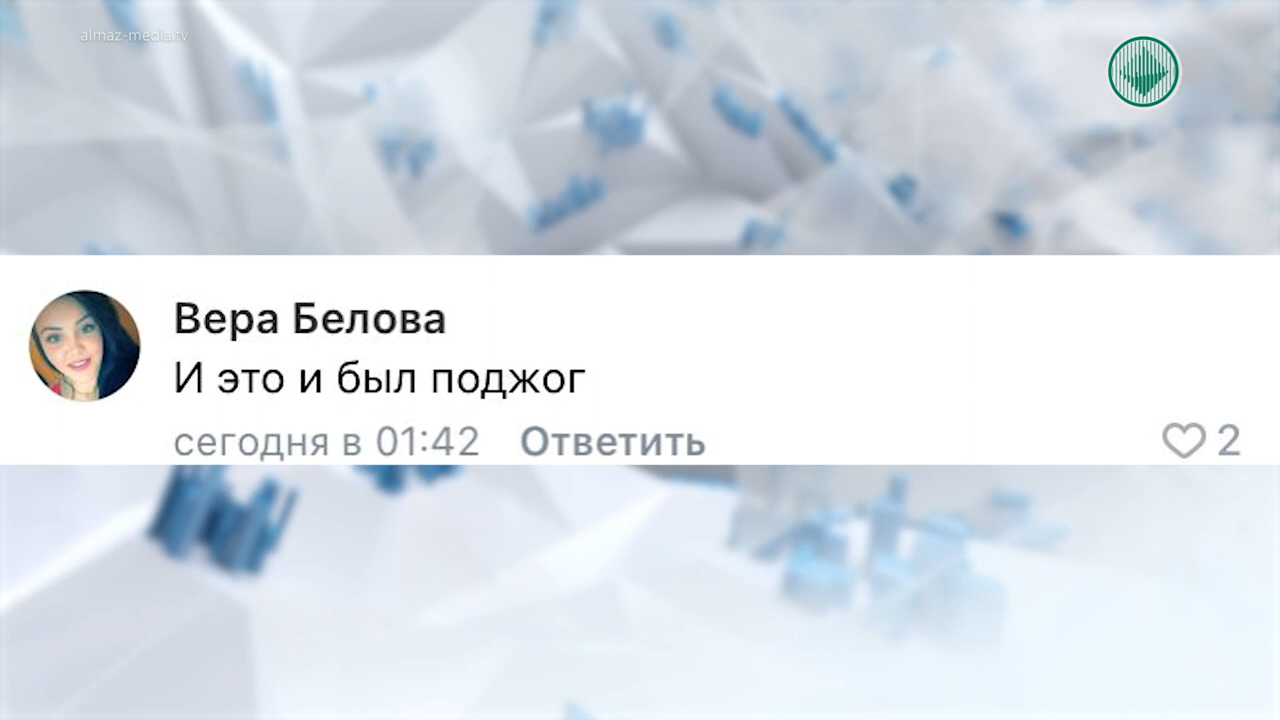 almaz-media.tv
Вера Белова
И это и был поджог
сегодня в 01:42 Ответить 2